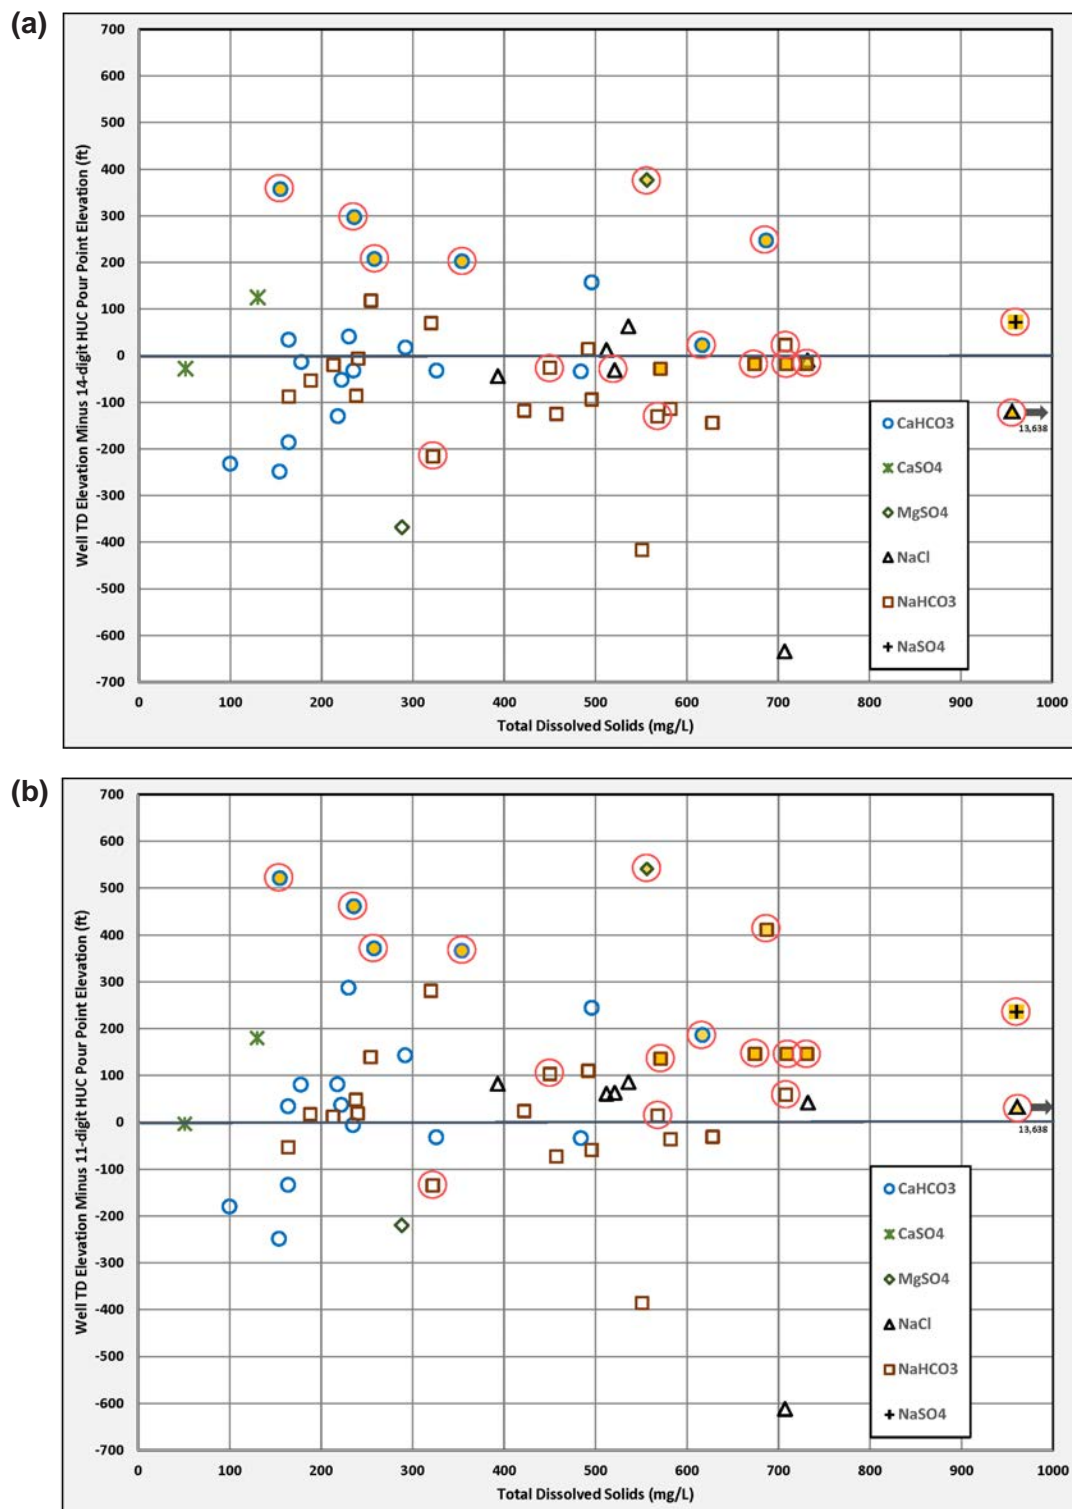 (a)
Well TD Elevation Minus 14-digit HUC Pour Point Elevation (ft)
700
600
500
400
300
200
100
0
-100
-200
-300
-400
-500
-600
-700
0 100 200 300 400 500 600 700 800 900 1000
Total Dissolved Solids (mg/L)
13,638
CaHCO3
CaSO4
MgSO4
NaCl
NaHCO3
NaSO4
(b)
Well TD Elevation Minus 11-digit HUC Pour Point Elevation (ft)
700
600
500
400
300
200
100
0
-100
-200
-300
-400
-500
-600
-700
0 100 200 300 400 500 600 700 800 900 1000
Total Dissolved Solids (mg/L)
13,638
CaHCO3
CaSO4
MgSO4
NaCl
NaHCO3
NaSO4